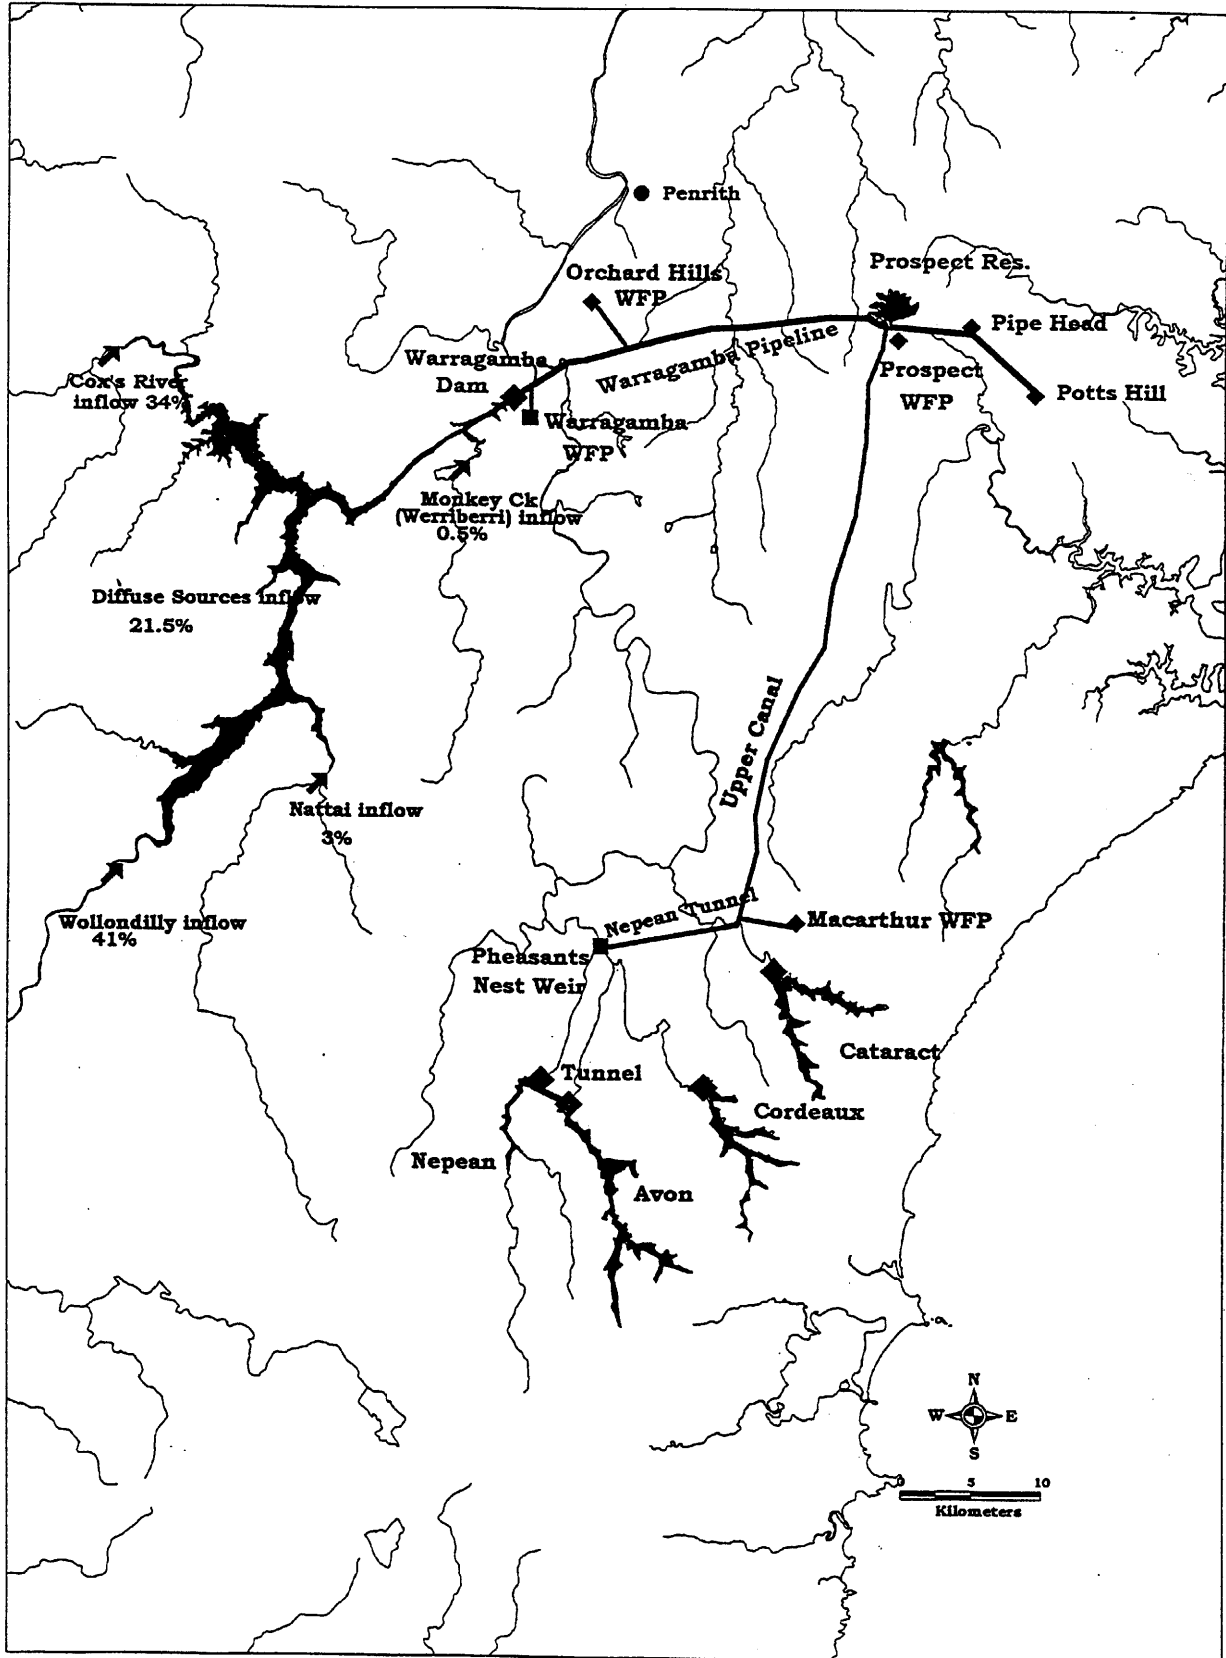 Penrith
Prospect Res.
Orchard Hills
WFP
Pipe Head
Warragamba Pipeline
Warragamba
Dam
Prospect
WFP
Potts Hill
Cox's River
inflow 34%
Warragamba
WFP
Monkey Ck
(Werriberri) inflow
0.5%
Diffuse Sources inflow
21.5%
Upper Canal
Nattai inflow
3%
Wollondilly inflow
41%
Nepean Tunnel
Macarthur WFP
Pheasants
Nest Weir
Cataract
Tunnel
Cordeaux
Nepean
Avon
N
W E
S
0 5 10
Kilometers